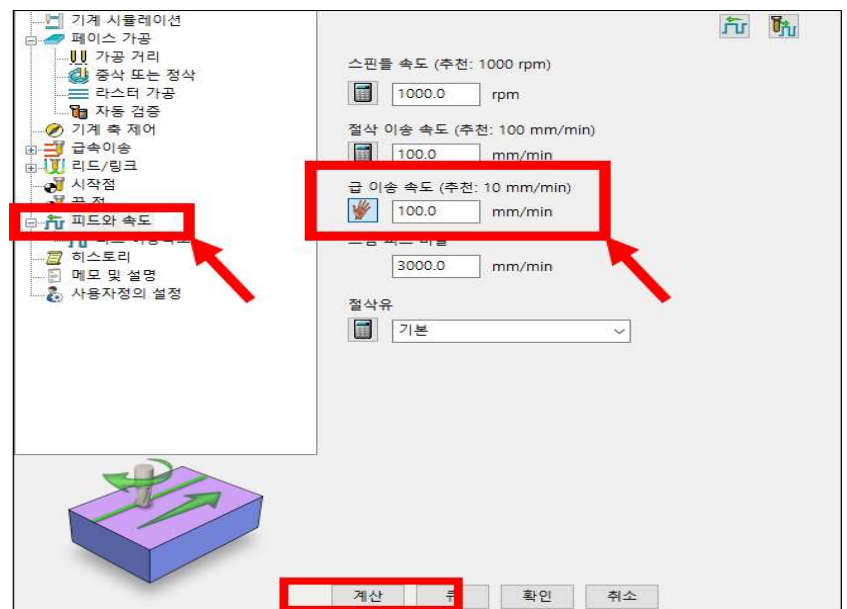 기계 시뮬레이션
페이스 가공
가공 거리
중삭 또는 정삭
라스터 가공
자동 검증
기계 축 제어
급속이송
리드/링크
시작점
끝 점
피드와 속도
히스토리
메모 및 설명
사용자정의 설정
스핀들 속도 (추천: 1000 rpm)
1000.0 rpm
절삭 이송 속도 (추천: 100 mm/min)
100.0 mm/min
급 이송 속도 (추천: 10 mm/min)
100.0 mm/min
3000.0 mm/min
절삭유
기본
계산 확인 취소